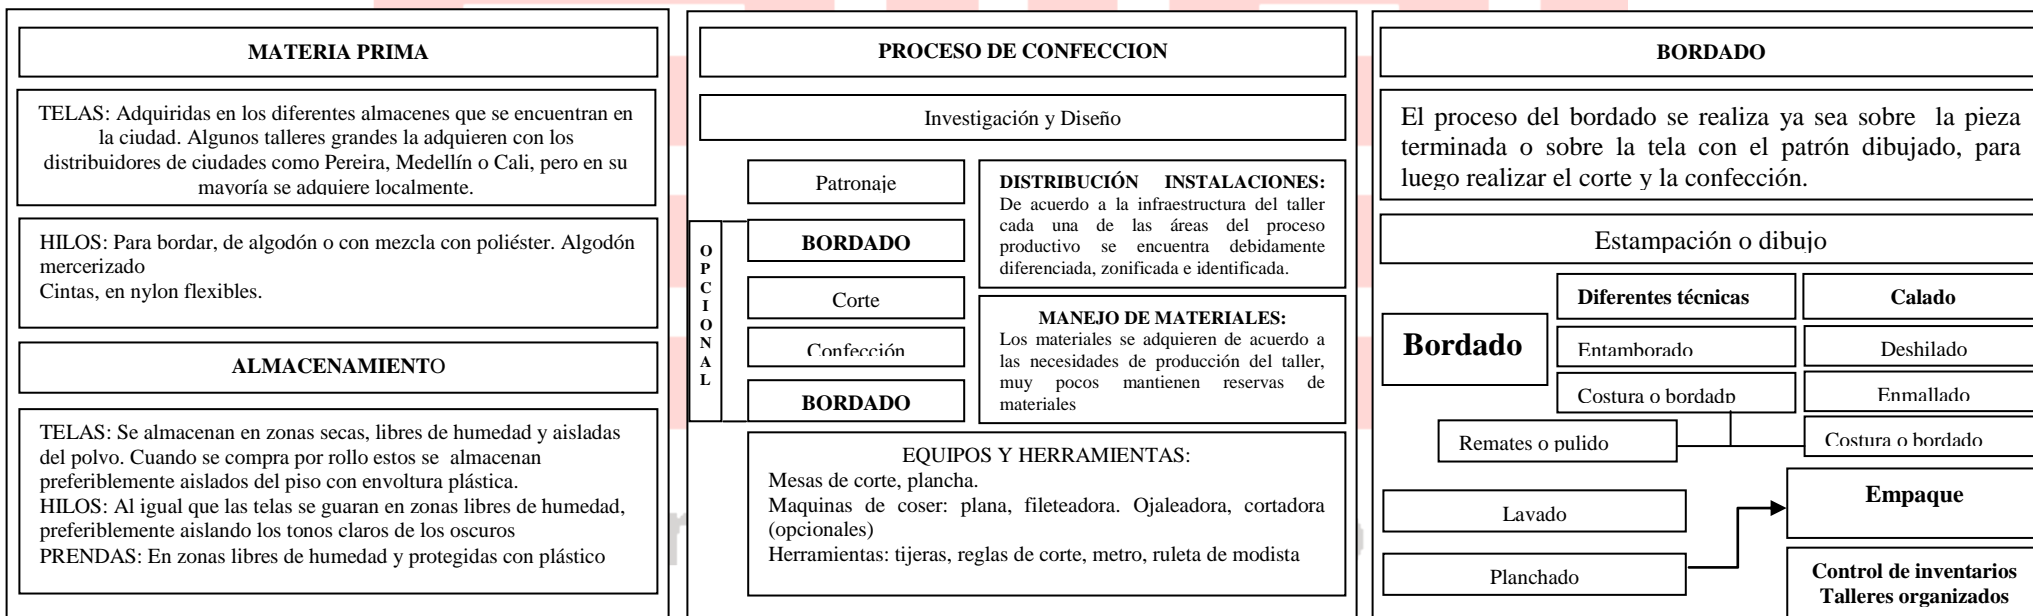 MATERIA PRIMA
TELAS: Adquiridas en los diferentes almacenes que se encuentran en
la ciudad. Algunos talleres grandes la adquieren con los
distribuidores de ciudades como Pereira, Medellín o Cali, pero en su
mayoría se adquiere localmente.
HILOS: Para bordar, de algodón o con mezcla con poliéster. Algodón
mercerizado
Cintas, en nylon flexibles.
ALMACENAMIENTO
TELAS: Se almacenan en zonas secas, libres de humedad y aisladas
del polvo. Cuando se compra por rollo estos se almacenan
preferiblemente aislados del piso con envoltura plástica.
HILOS: Al igual que las telas se guaran en zonas libres de humedad,
preferiblemente aislando los tonos claros de los oscuros
PRENDAS: En zonas libres de humedad y protegidas con plástico
PROCESO DE CONFECCION
Investigación y Diseño
OPCIONAL
Patronaje
BORDADO
Corte
Confección
BORDADO
DISTRIBUCIÓN INSTALACIONES:
De acuerdo a la infraestructura del taller
cada una de las áreas del proceso
productivo se encuentra debidamente
diferenciada, zonificada e identificada.
MANEJO DE MATERIALES:
Los materiales se adquieren de acuerdo a
las necesidades de producción del taller,
muy pocos mantienen reservas de
materiales
EQUIPOS Y HERRAMIENTAS:
Mesas de corte, plancha.
Maquinas de coser: plana, fileteadora. Ojaleadora, cortadora
(opcionales)
Herramientas: tijeras, reglas de corte, metro, ruleta de modista
BORDADO
El proceso del bordado se realiza ya sea sobre la pieza
terminada o sobre la tela con el patrón dibujado, para
luego realizar el corte y la confección.
Estampación o dibujo
Bordado
Diferentes técnicas
Entamborado
Costura o bordadp
Calado
Deshilado
Enmallado
Costura o bordado
Remates o pulido
Lavado
Planchado
Empaque
Control de inventarios
Talleres organizados